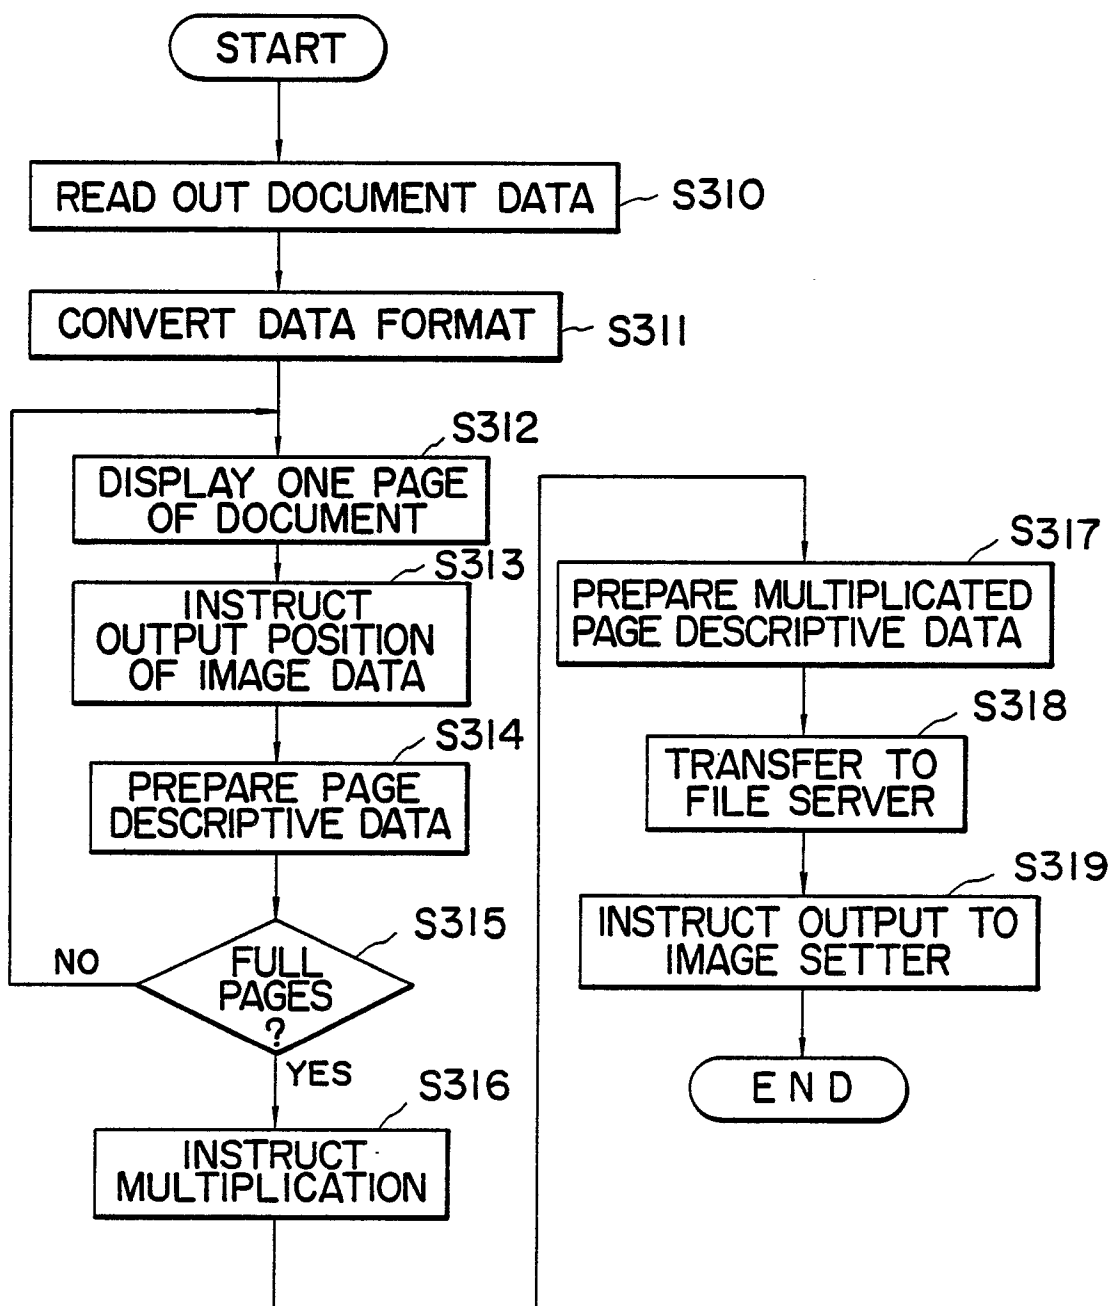 START
READ OUT DOCUMENT DATA
S310
CONVERT DATA FORMAT
S311
S312
DISPLAY ONE PAGE
OF DOCUMENT
S313
INSTRUCT
OUTPUT POSITION
OF IMAGE DATA
S314
PREPARE PAGE
DESCRIPTIVE DATA
S315
FULL
PAGES
?
NO
YES
S316
INSTRUCT
MULTIPLICATION
S317
PREPARE MULTIPLICATED
PAGE DESCRIPTIVE DATA
S318
TRANSFER TO
FILE SERVER
S319
INSTRUCT OUTPUT TO
IMAGE SETTER
END